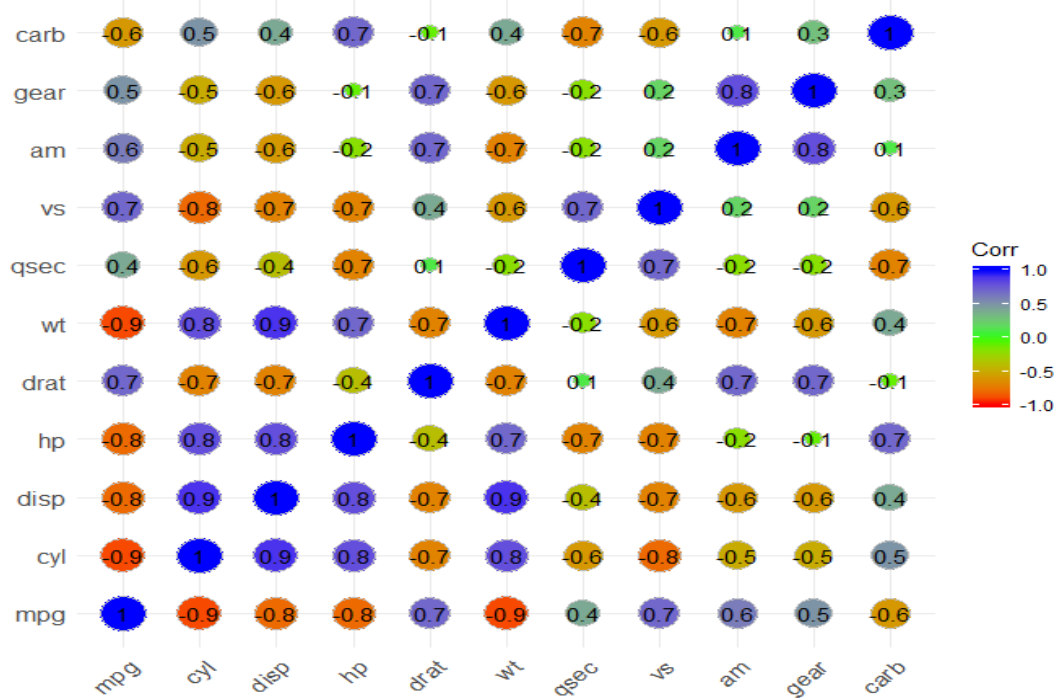 carb -0.6 0.5 0.4 0.7 -0.1 0.4 -0.7 -0.6 0.1 0.3 1
gear 0.5 -0.5 -0.6 -0.1 0.7 -0.6 -0.2 0.2 0.8 1 0.3
am 0.6 -0.5 -0.6 -0.2 0.7 -0.7 -0.2 0.2 1 0.8 0.1
vs 0.7 -0.8 -0.7 -0.7 0.4 -0.6 0.7 1 0.2 0.2 -0.6
qsec 0.4 -0.6 -0.4 -0.7 0.1 -0.2 1 0.7 -0.2 -0.2 -0.7
wt -0.9 0.8 0.9 0.7 -0.7 1 -0.2 -0.6 -0.7 -0.6 0.4
drat 0.7 -0.7 -0.7 -0.4 1 -0.7 0.1 0.4 0.7 0.7 -0.1
hp -0.8 0.8 0.8 1 -0.4 0.7 -0.7 -0.7 -0.2 -0.1 0.7
disp -0.8 0.9 1 0.8 -0.7 0.9 -0.4 -0.7 -0.6 -0.6 0.4
cyl -0.9 1 0.9 0.8 -0.7 0.8 -0.6 -0.8 -0.5 -0.5 0.5
mpg 1 -0.9 -0.8 -0.8 0.7 -0.9 0.4 0.7 0.6 0.5 -0.6
mpg cyl disp hp drat wt qsec vs am gear carb
Corr
1.0
0.5
0.0
-0.5
-1.0